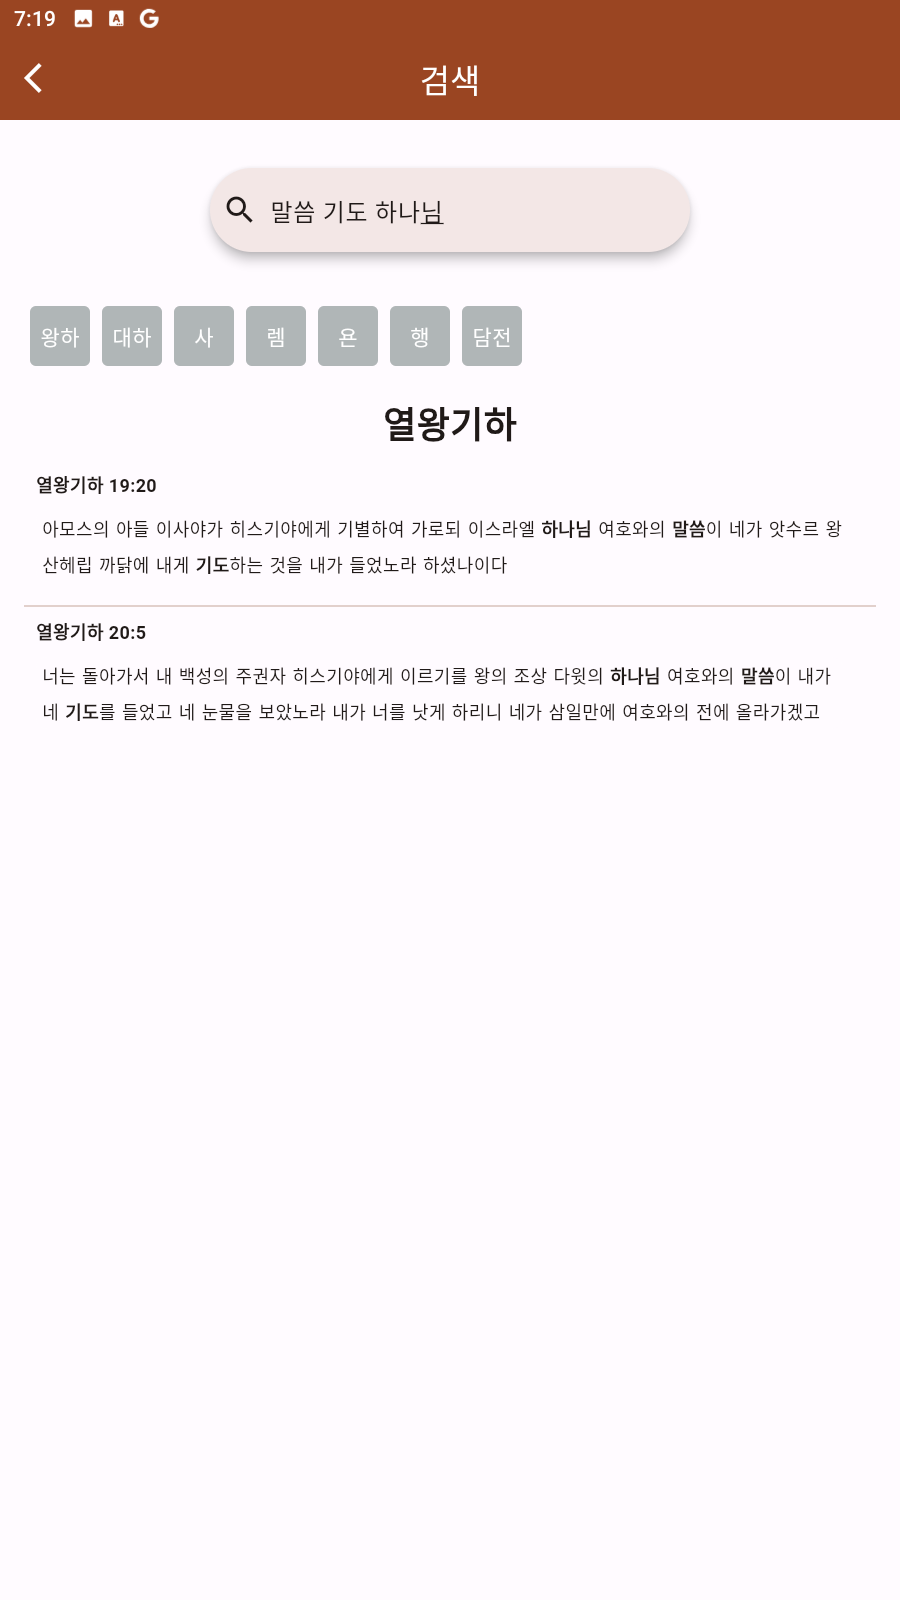 7:19
검색
말씀 기도 하나님
왕하 대하 사 렘 욘 행 담전
열왕기하
열왕기하 19:20
아모스의 아들 이사야가 히스기야에게 기별하여 가로되 이스라엘 하나님 여호와의 말씀이 네가 앗수르 왕
산헤립 까닭에 내게 기도하는 것을 내가 들었노라 하셨나이다
열왕기하 20:5
너는 돌아가서 내 백성의 주권자 히스기야에게 이르기를 왕의 조상 다윗의 하나님 여호와의 말씀이 내가
네 기도를 들었고 네 눈물을 보았노라 내가 너를 낫게 하리니 네가 삼일만에 여호와의 전에 올라가겠고